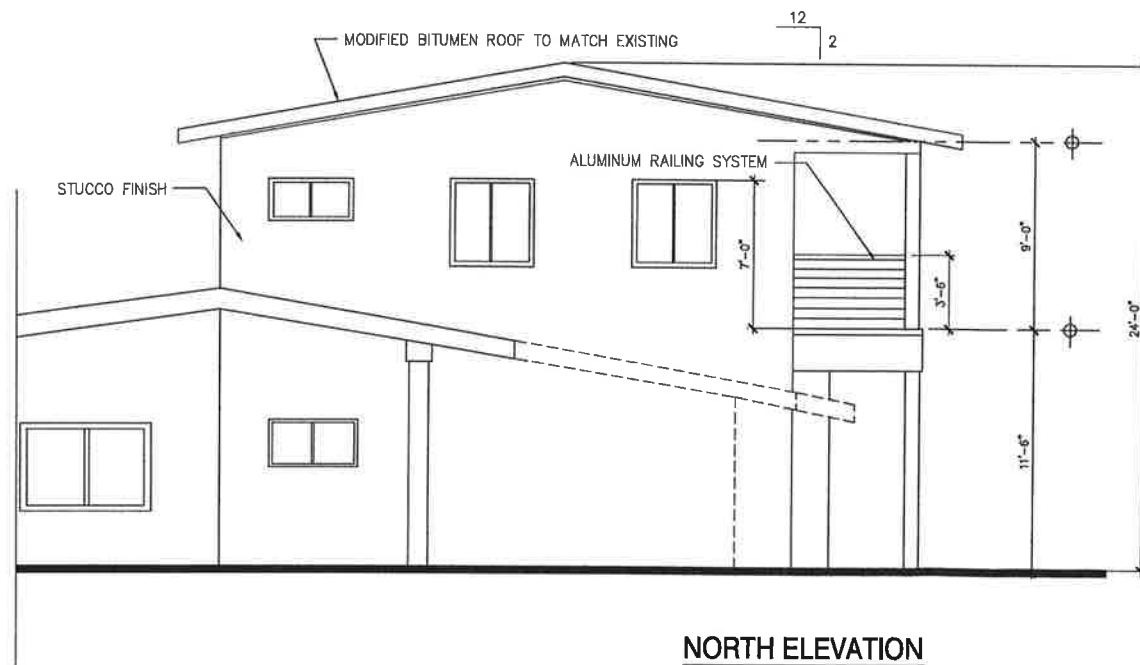 12
2
MODIFIED BITUMEN ROOF TO MATCH EXISTING
ALUMINUM RAILING SYSTEM
STUCCO FINISH
7'-0"
3'-6"
9'-0"
24'-0"
11'-6"
NORTH ELEVATION